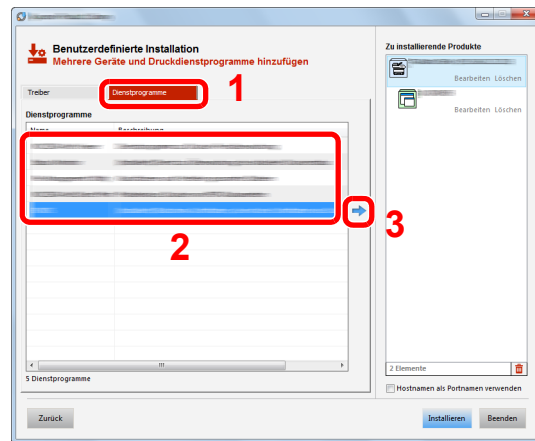 Benutzerdefinierte Installation
Mehrere Geräte und Druckdienstprogramme hinzufügen
Treiber
Dienstprogramme
1
Dienstprogramme
Name
Beschreibung
2
3
5 Dienstprogramme
Zu installierende Produkte
Bearbeiten Löschen
Bearbeiten Löschen
2 Elemente
Hostnamen als Portnamen verwenden
Zurück
Installieren
Beenden